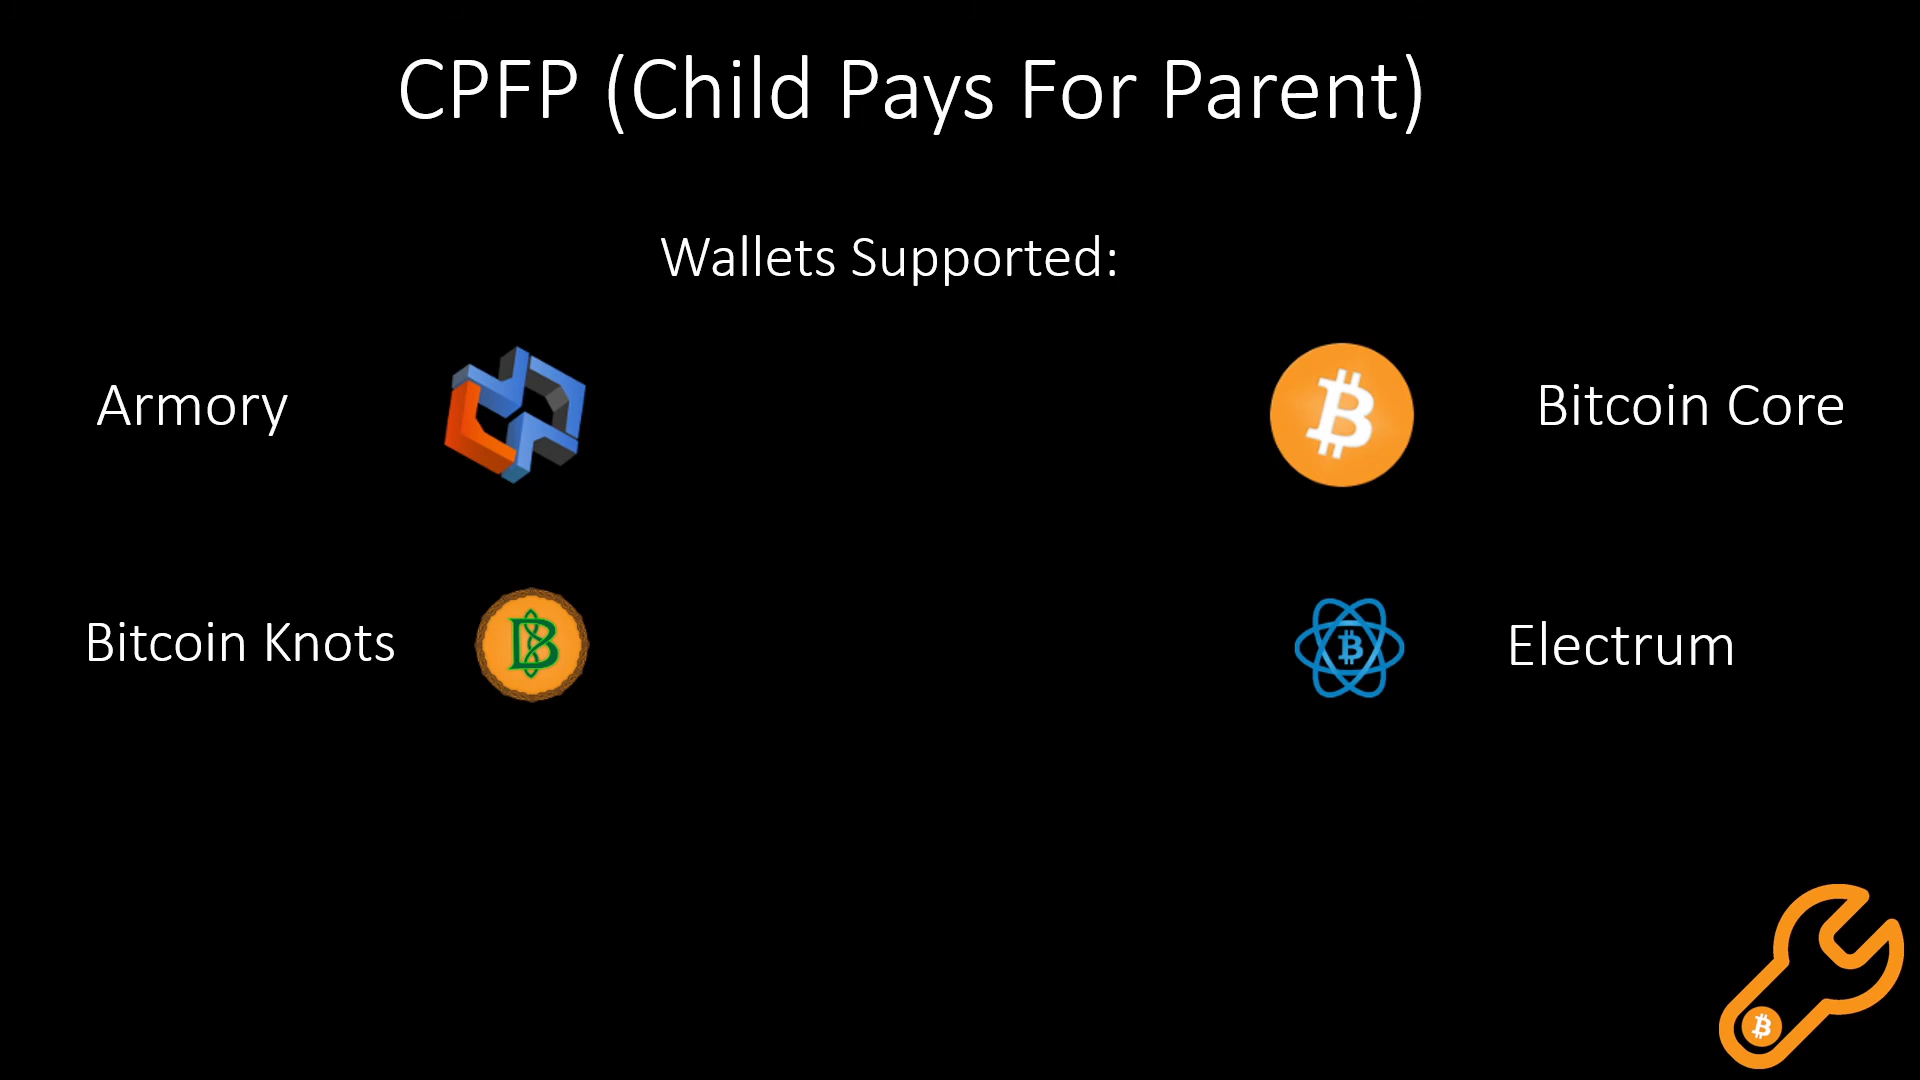 CPFP (Child Pays For Parent)
Wallets Supported:
Armory
Bitcoin Core
Bitcoin Knots
Electrum